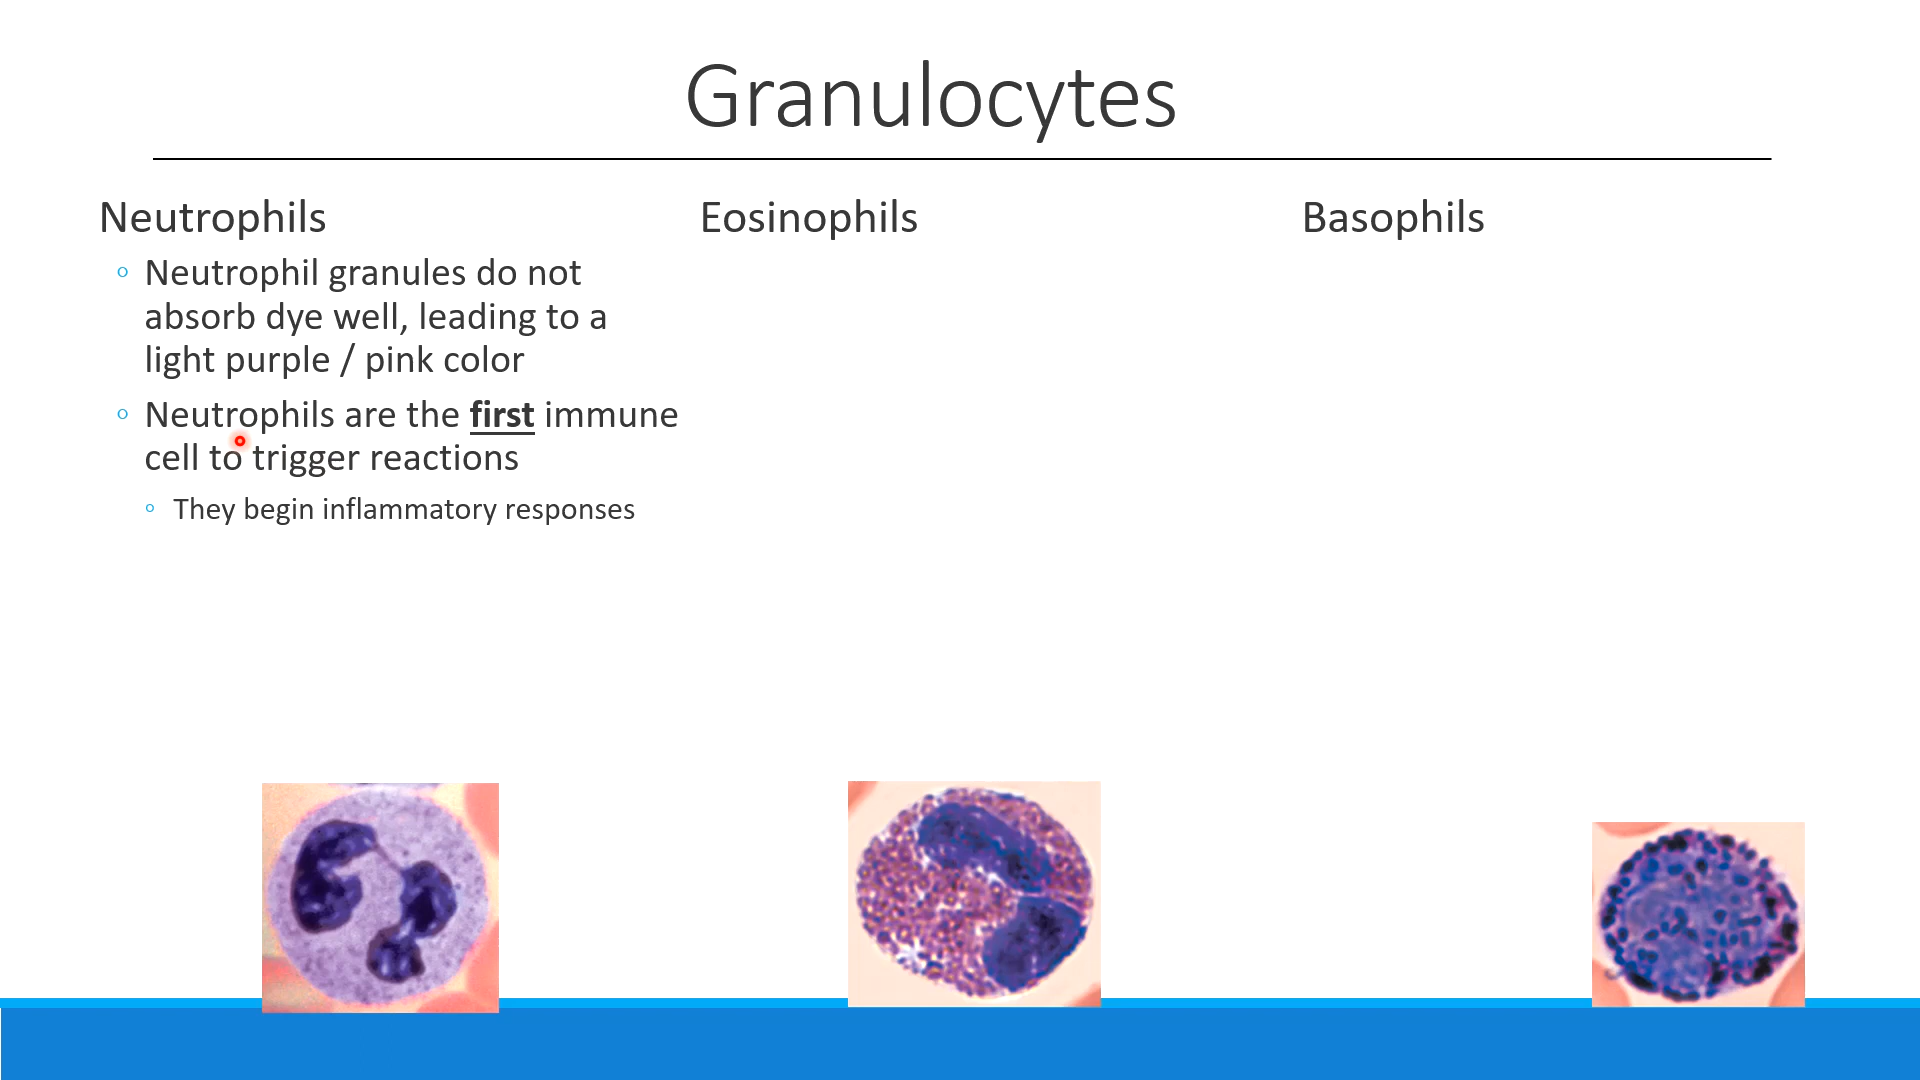 Granulocytes
Neutrophils
◦ Neutrophil granules do not
absorb dye well, leading to a
light purple / pink color
◦ Neutrophils are the first immune
cell to trigger reactions
◦ They begin inflammatory responses
Eosinophils
Basophils